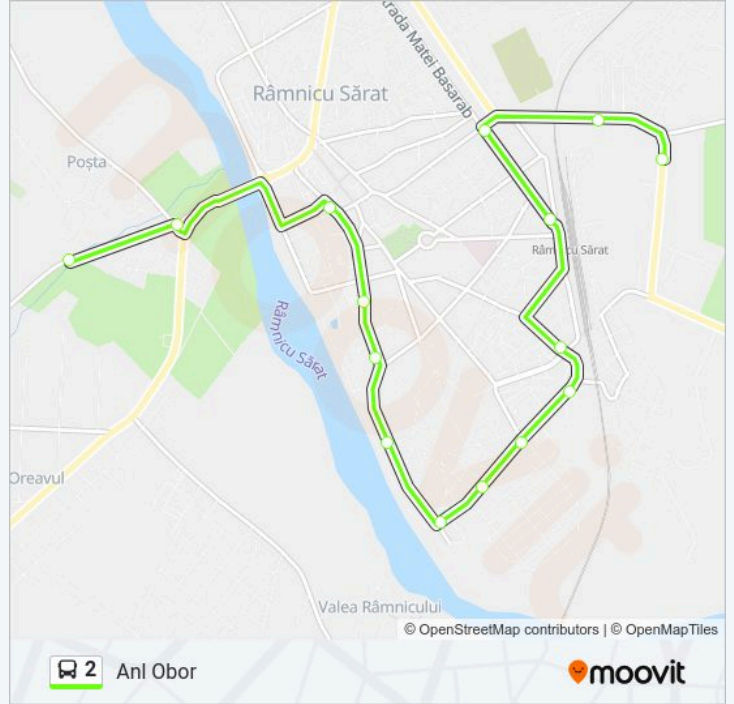 Strada Matei Basarab
Râmnicu Sărat
Poșta
Râmnicu Sărat
Râmnicu Sărat
Oreavul
Valea Râmnicului
© OpenStreetMap contributors | © OpenMapTiles
2 Anl Obor
moovit